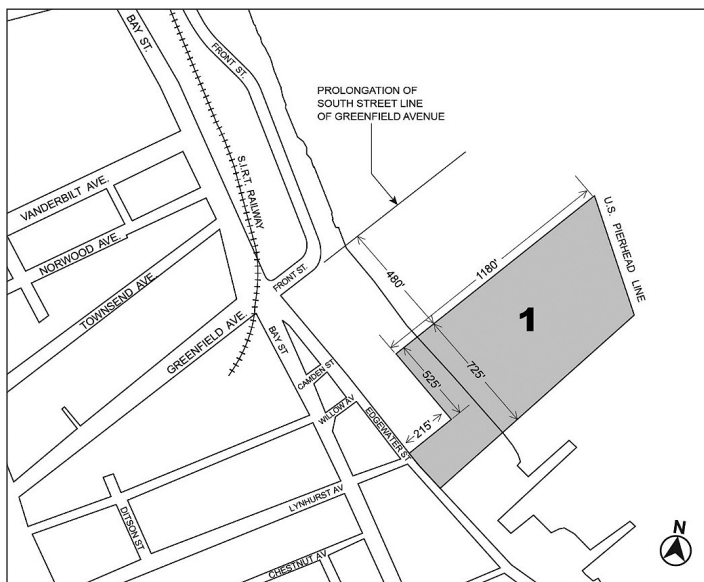 BAY ST.
FRONT ST.
PROLONGATION OF
SOUTH STREET LINE
OF GREENFIELD AVENUE
S.I.R.T. RAILWAY
VANDERBILT AVE.
NORWOOD AVE.
TOWNSEND AVE.
GREENFIELD AVE.
FRONT ST.
480'
1180'
U.S. PIERHEAD LINE
1
BAY ST
CAMDEN ST
725'
525'
WILLOW AV
EDGEWATER ST
215'
LYNHURST AV
DITSON ST
CHESTNUT AV
N